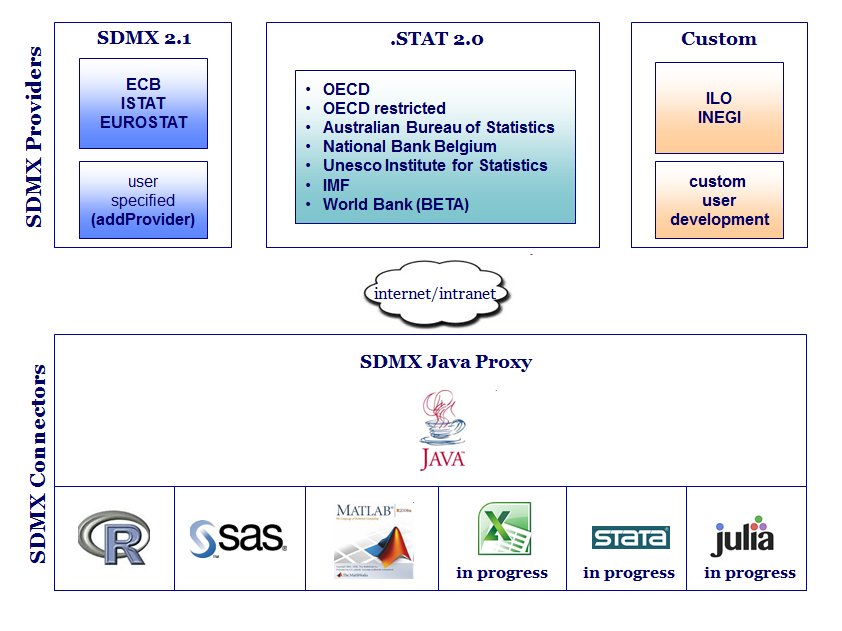 SDMX Providers
SDMX 2.1
ECB
ISTAT
EUROSTAT
user
specified
(addProvider)
.STAT 2.0
• OECD
• OECD restricted
• Australian Bureau of Statistics
• National Bank Belgium
• Unesco Institute for Statistics
• IMF
• World Bank (BETA)
Custom
ILO
INEGI
custom
user
development
internet/intranet
SDMX Connectors
SDMX Java Proxy
JAVA
R
sas
MATLAB
The MathWorks
X
in progress
STATA
in progress
julia
in progress